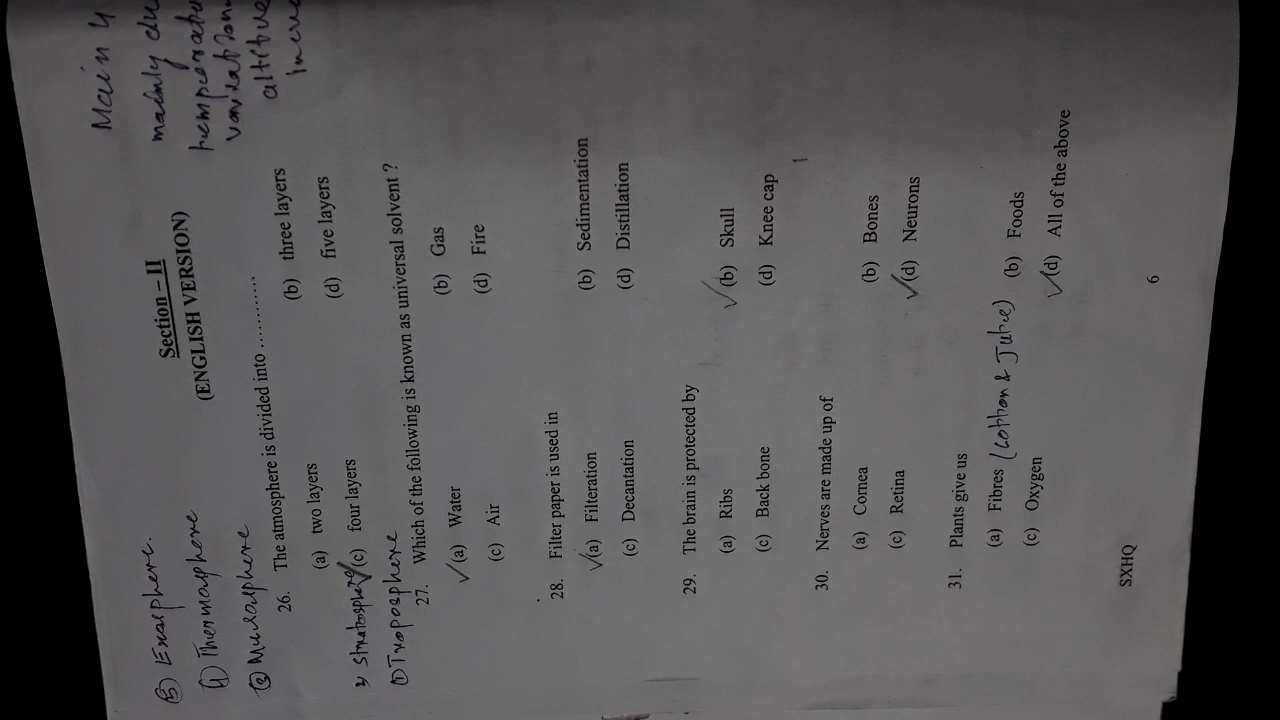 Main 4
mainly du
variation
altitude
Section – II
(ENGLISH VERSION)
(5) Exosphere.
(4) Thermosphere
(3)
26. The atmosphere is divided into ............
(a) two layers (b) three layers
2) Stratosphere ✓(c) four layers (d) five layers
(1) Troposphere
27. Which of the following is known as universal solvent ?
✓(a) Water (b) Gas
(c) Air (d) Fire
28. Filter paper is used in
✓(a) Filteration (b) Sedimentation
(c) Decantation (d) Distillation
29. The brain is protected by
(a) Ribs ✓(b) Skull
(c) Back bone (d) Knee cap
30. Nerves are made up of
(a) Cornea (b) Bones
(c) Retina ✓(d) Neurons
31. Plants give us
(a) Fibres (Cotton & Jute) (b) Foods
(c) Oxygen ✓(d) All of the above
SXHQ 6